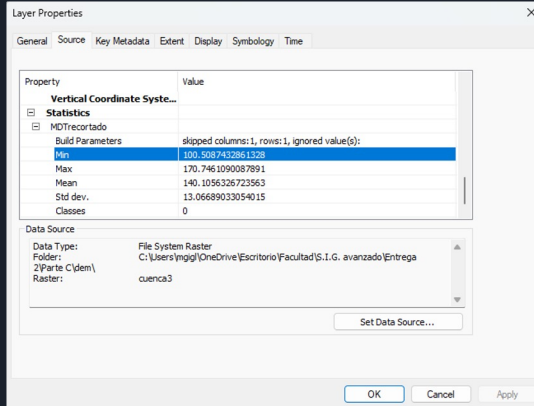 Layer Properties
General Source Key Metadata Extent Display Symbology Time
Property Value
Vertical Coordinate Syste...
Statistics
MDTrecortado
Build Parameters skipped columns:1, rows:1, ignored value(s):
Min 100.5087432861328
Max 170.7461090087891
Mean 140.1056326723563
Std dev. 13.06689033054015
Classes 0
Data Source
Data Type: File System Raster
Folder: C:\Users\mgigl\OneDrive\Escritorio\Facultad\S.I.G. avanzado\Entrega
2\Parte C\dem\
Raster: cuenca3
Set Data Source...
OK Cancel Apply